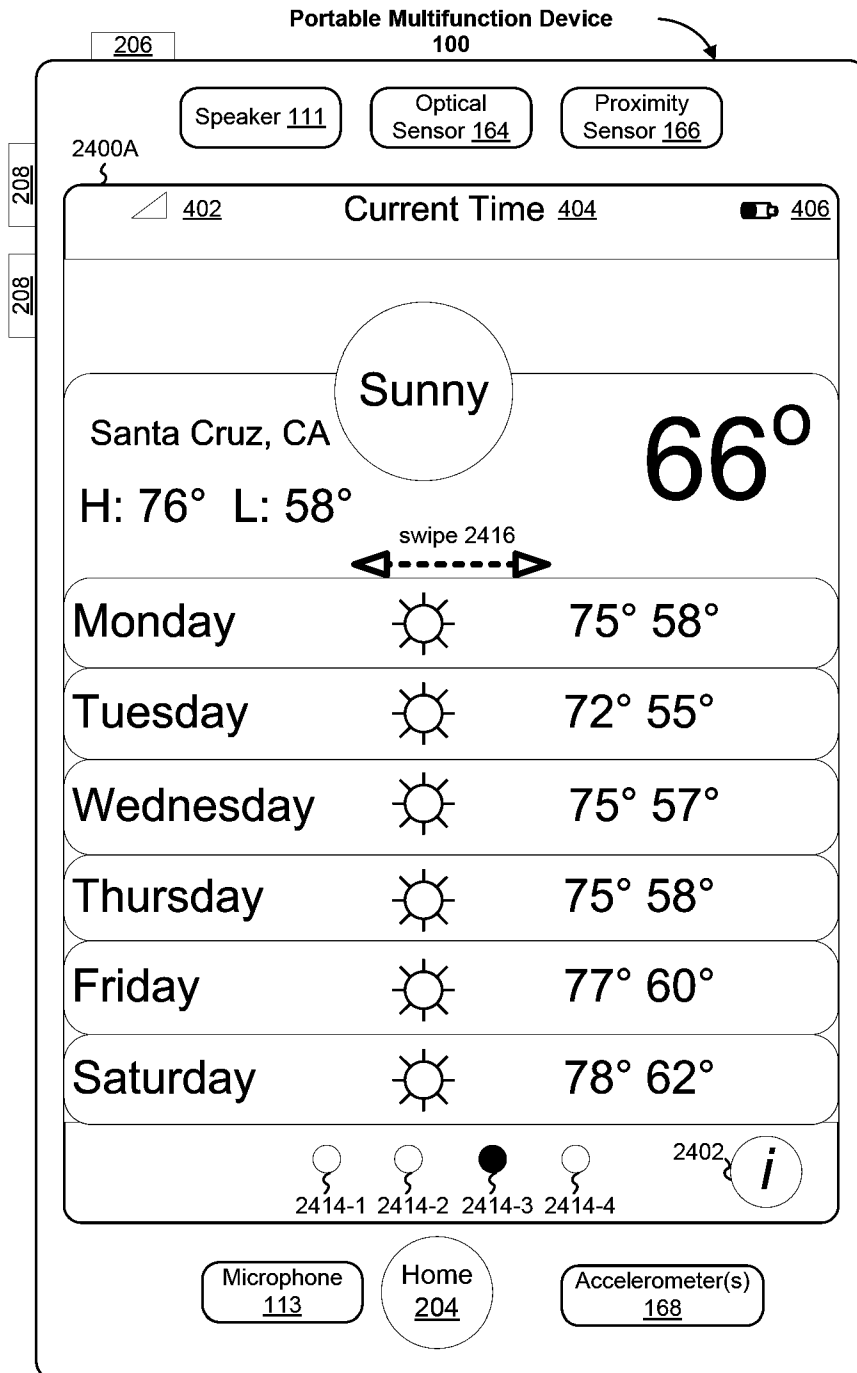 Portable Multifunction Device
100
206
Speaker 111
Optical
Sensor 164
Proximity
Sensor 166
2400A
208
208
402
Current Time 404
406
Sunny
Santa Cruz, CA
66°
H: 76° L: 58°
swipe 2416
Monday 75° 58°
Tuesday 72° 55°
Wednesday 75° 57°
Thursday 75° 58°
Friday 77° 60°
Saturday 78° 62°
2402
i
2414-1 2414-2 2414-3 2414-4
Microphone
113
Home
204
Accelerometer(s)
168